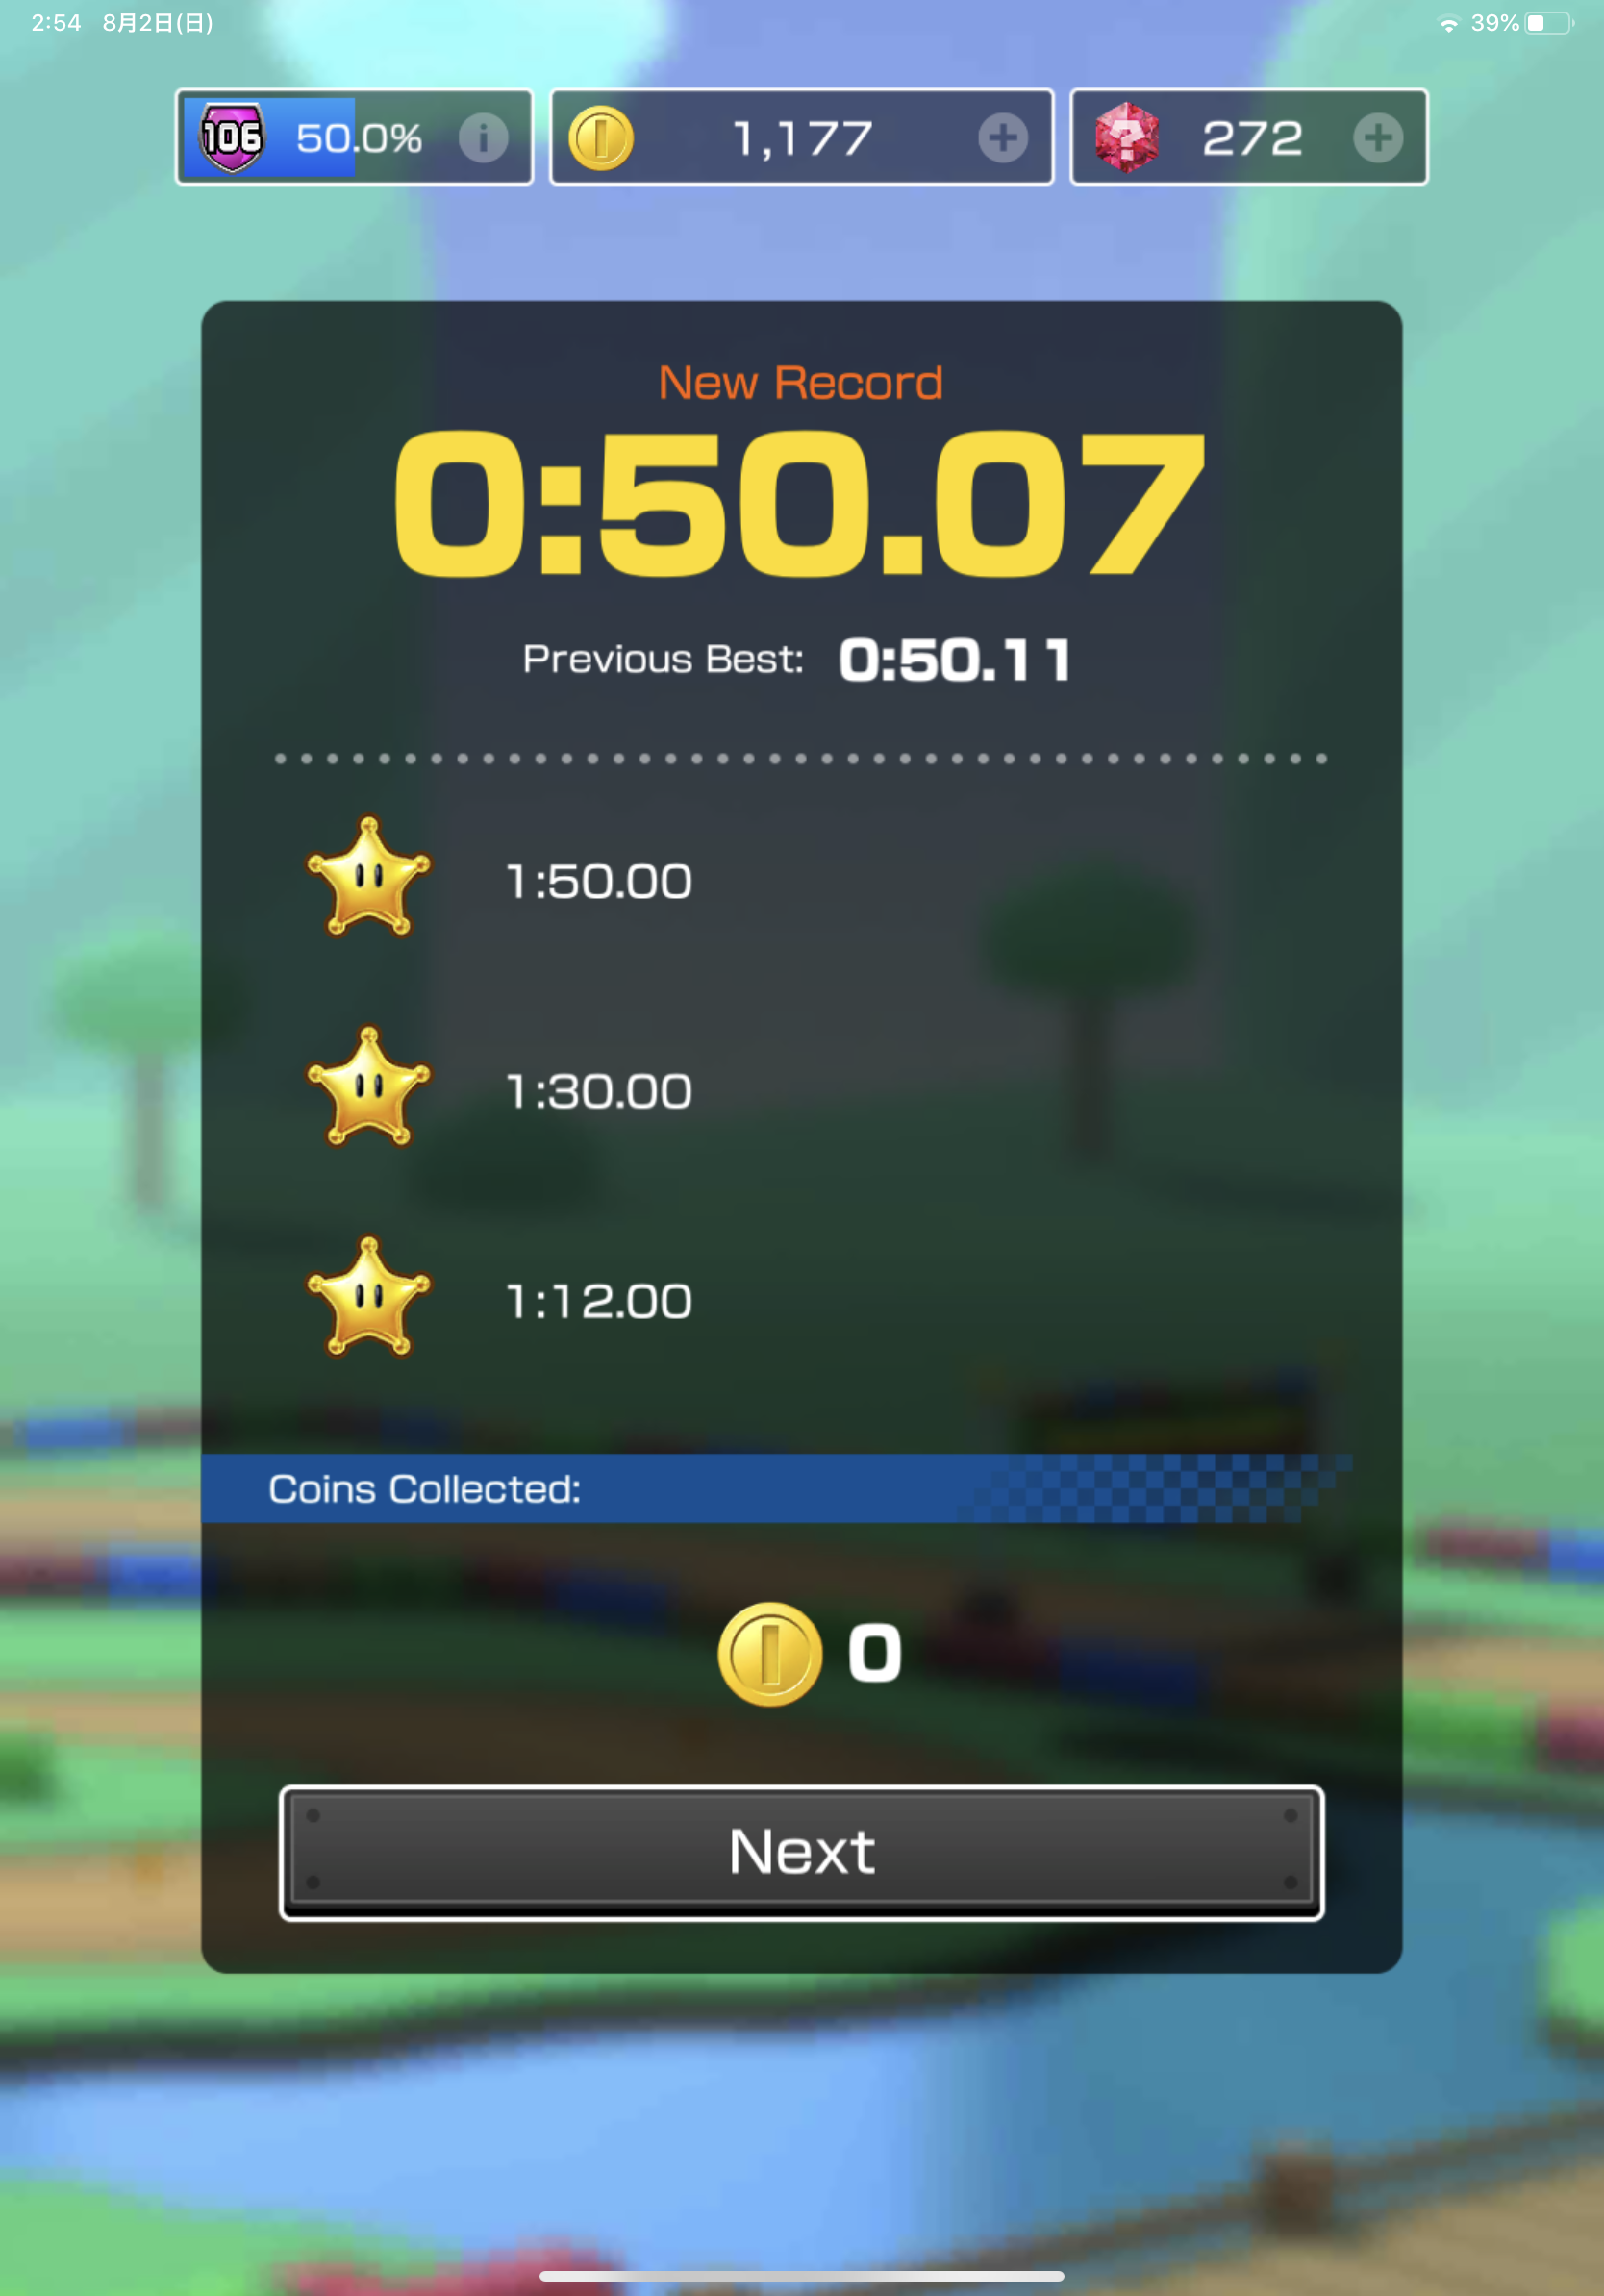 2:54 8月2日(日) 39%
106 50.0% i 1,177 + ? 272 +
New Record
0:50.07
Previous Best: 0:50.11
1:50.00
1:30.00
1:12.00
Coins Collected:
0
Next